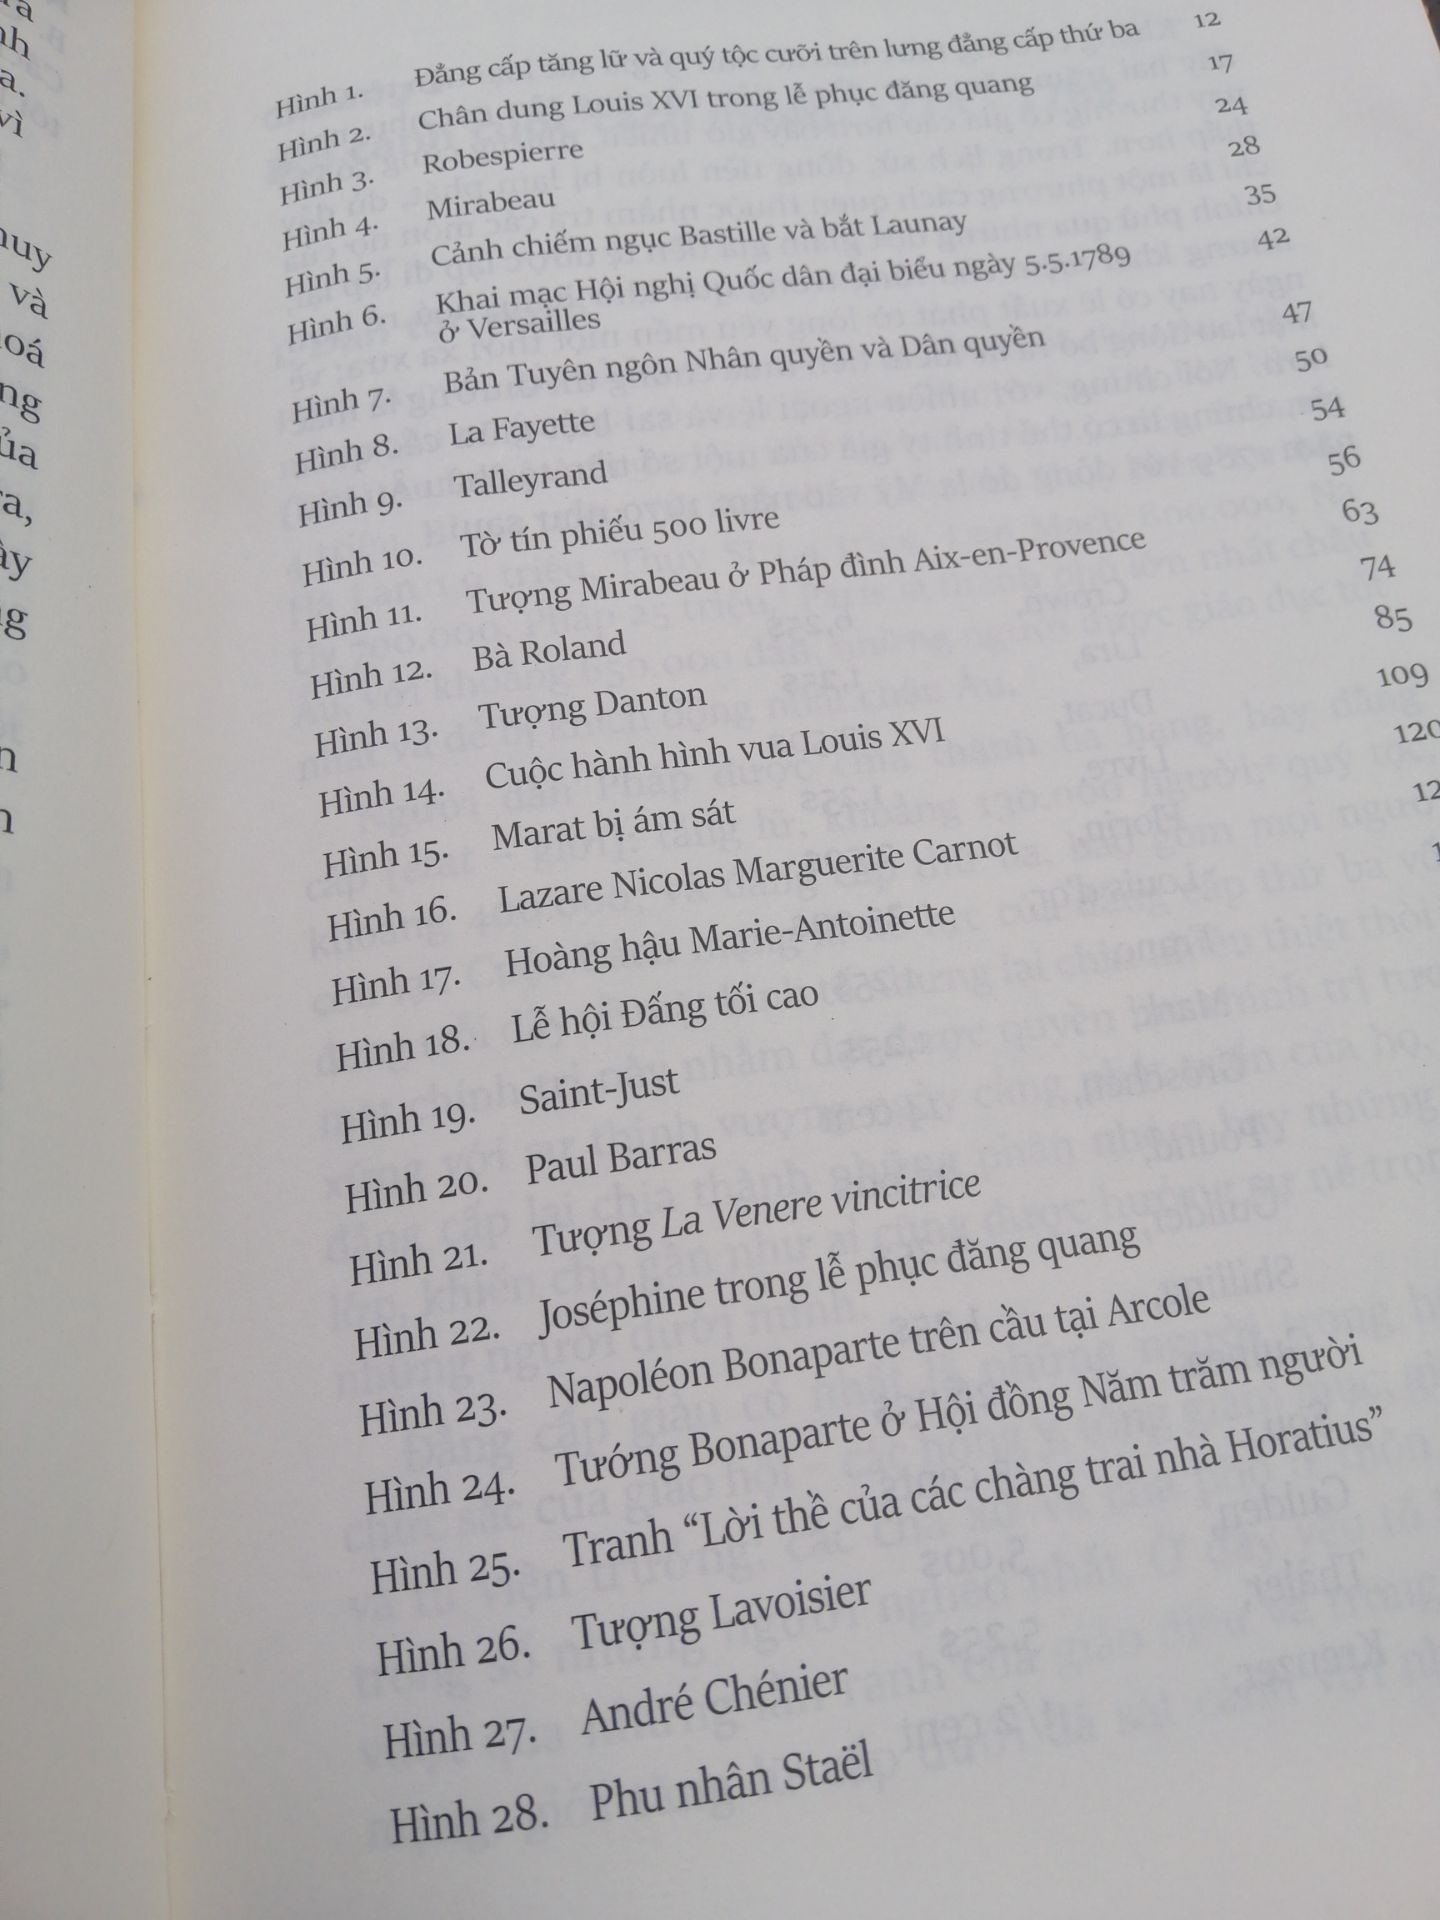 Hình 1. Đẳng cấp tăng lữ và quý tộc cưỡi trên lưng đẳng cấp thứ ba 12
Hình 2. Chân dung Louis XVI trong lễ phục đăng quang 17
Hình 3. Robespierre 24
Hình 4. Mirabeau 28
Hình 5. Cảnh chiếm ngục Bastille và bắt Launay 35
Hình 6. Khai mạc Hội nghị Quốc dân đại biểu ngày 5.5.1789 42
ở Versailles
Hình 7. Bản Tuyên ngôn Nhân quyền và Dân quyền 47
Hình 8. La Fayette 50
Hình 9. Talleyrand 54
Hình 10. Tờ tín phiếu 500 livre 56
Hình 11. Tượng Mirabeau ở Pháp đình Aix-en-Provence 63
Hình 12. Bà Roland 74
Hình 13. Tượng Danton 85
Hình 14. Cuộc hành hình vua Louis XVI 109
Hình 15. Marat bị ám sát 120
Hình 16. Lazare Nicolas Marguerite Carnot
Hình 17. Hoàng hậu Marie-Antoinette
Hình 18. Lễ hội Đấng tối cao
Hình 19. Saint-Just
Hình 20. Paul Barras
Hình 21. Tượng La Venere vincitrice
Hình 22. Joséphine trong lễ phục đăng quang
Hình 23. Napoléon Bonaparte trên cầu tại Arcole
Hình 24. Tướng Bonaparte ở Hội đồng Năm trăm người
Hình 25. Tranh “Lời thề của các chàng trai nhà Horatius”
Hình 26. Tượng Lavoisier
Hình 27. André Chénier
Hình 28. Phu nhân Staël